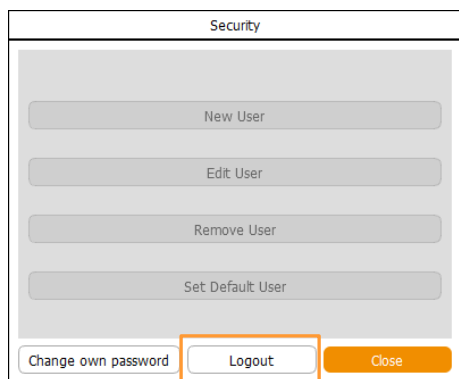 Security
New User
Edit User
Remove User
Set Default User
Change own password
Logout
Close